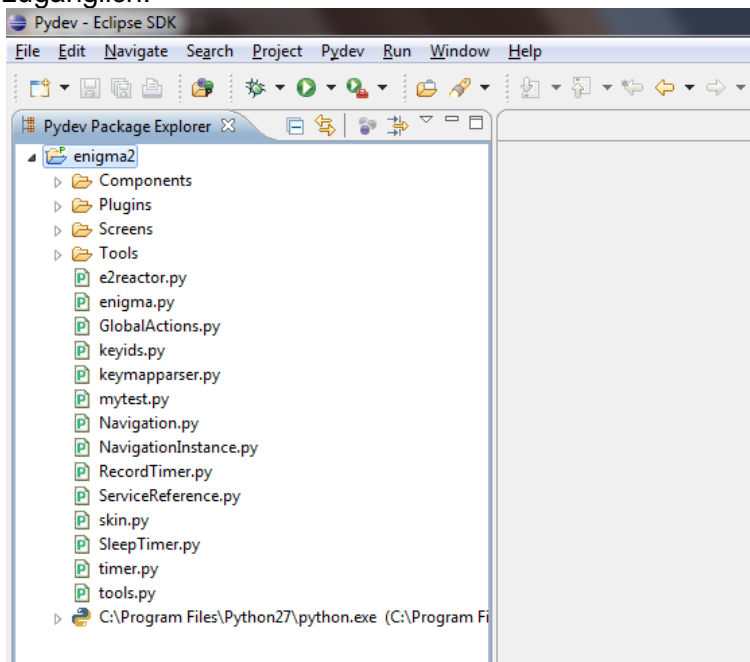 zugänglich.
Pydev - Eclipse SDK
File Edit Navigate Search Project Pydev Run Window Help
Pydev Package Explorer
enigma2
Components
Plugins
Screens
Tools
e2reactor.py
enigma.py
GlobalActions.py
keyids.py
keymapparser.py
mytest.py
Navigation.py
NavigationInstance.py
RecordTimer.py
ServiceReference.py
skin.py
SleepTimer.py
timer.py
tools.py
C:\Program Files\Python27\python.exe (C:\Program Fi